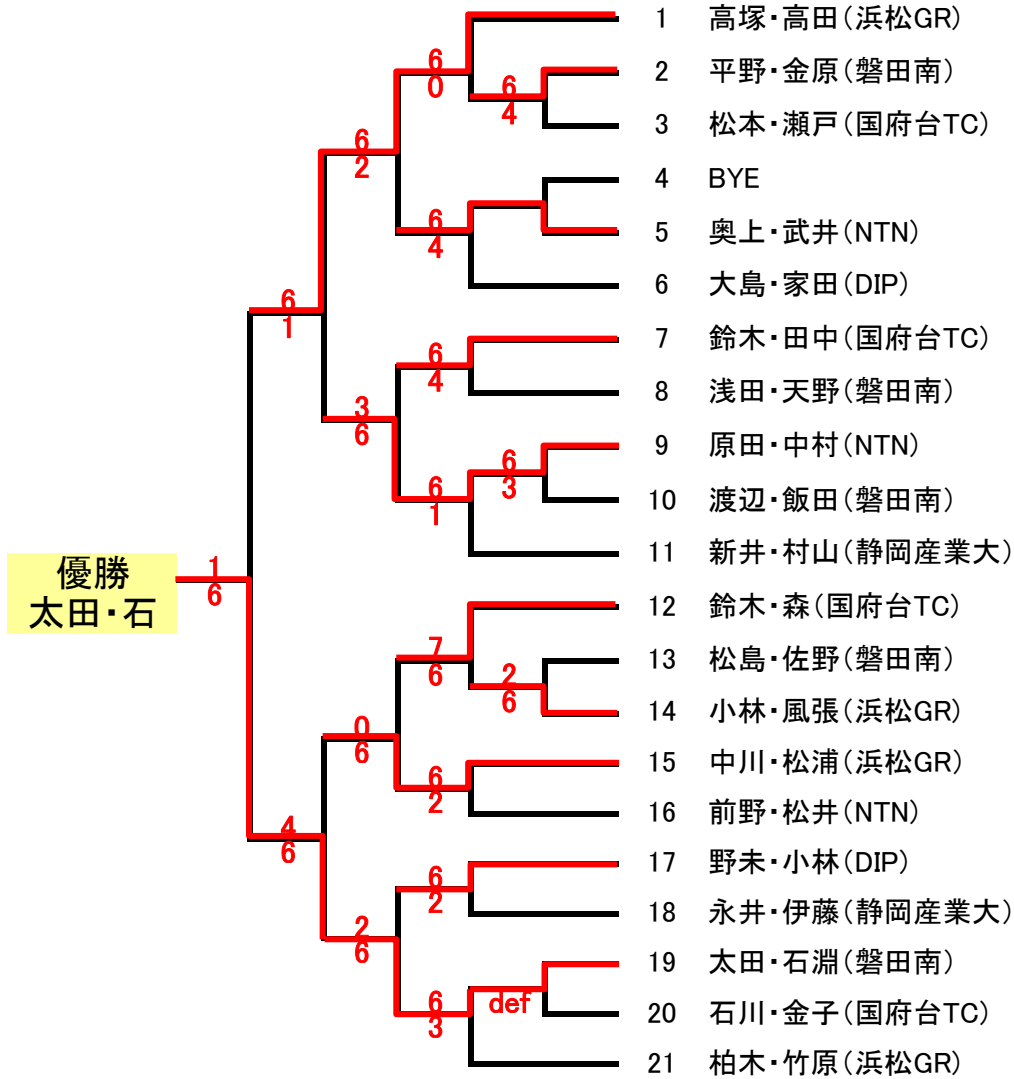 1 高塚・高田(浜松GR)
6
0
2 平野・金原(磐田南)
6
4
3 松本・瀬戸(国府台TC)
6
2
4 BYE
6
4
5 奥上・武井(NTN)
6 大島・家田(DIP)
6
1
7 鈴木・田中(国府台TC)
6
4
8 浅田・天野(磐田南)
3
6
9 原田・中村(NTN)
6
3
6
1
10 渡辺・飯田(磐田南)
11 新井・村山(静岡産業大)
優勝
太田・石
1
6
12 鈴木・森(国府台TC)
7
6
13 松島・佐野(磐田南)
2
6
14 小林・風張(浜松GR)
0
6
15 中川・松浦(浜松GR)
6
2
16 前野・松井(NTN)
4
6
17 野末・小林(DIP)
6
2
18 永井・伊藤(静岡産業大)
2
6
19 太田・石淵(磐田南)
def
6
3
20 石川・金子(国府台TC)
21 柏木・竹原(浜松GR)